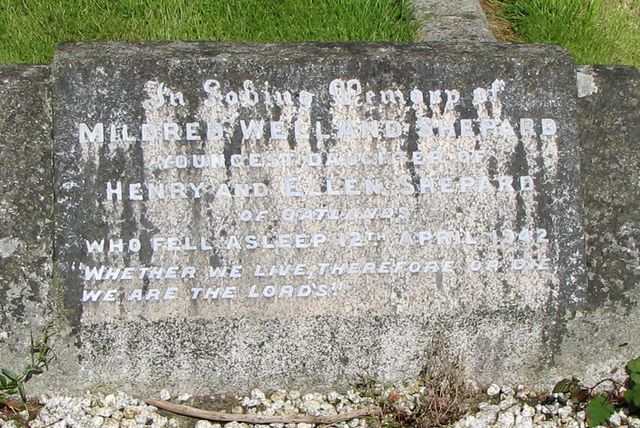 In Loving Memory of
MILDRED WELLAND SHEPARD
YOUNGEST DAUGHTER OF
HENRY AND ELLEN SHEPARD
OF OATLANDS
WHO FELL ASLEEP 12TH APRIL 1942
"WHETHER WE LIVE, THEREFORE OR DIE,
WE ARE THE LORD'S!"